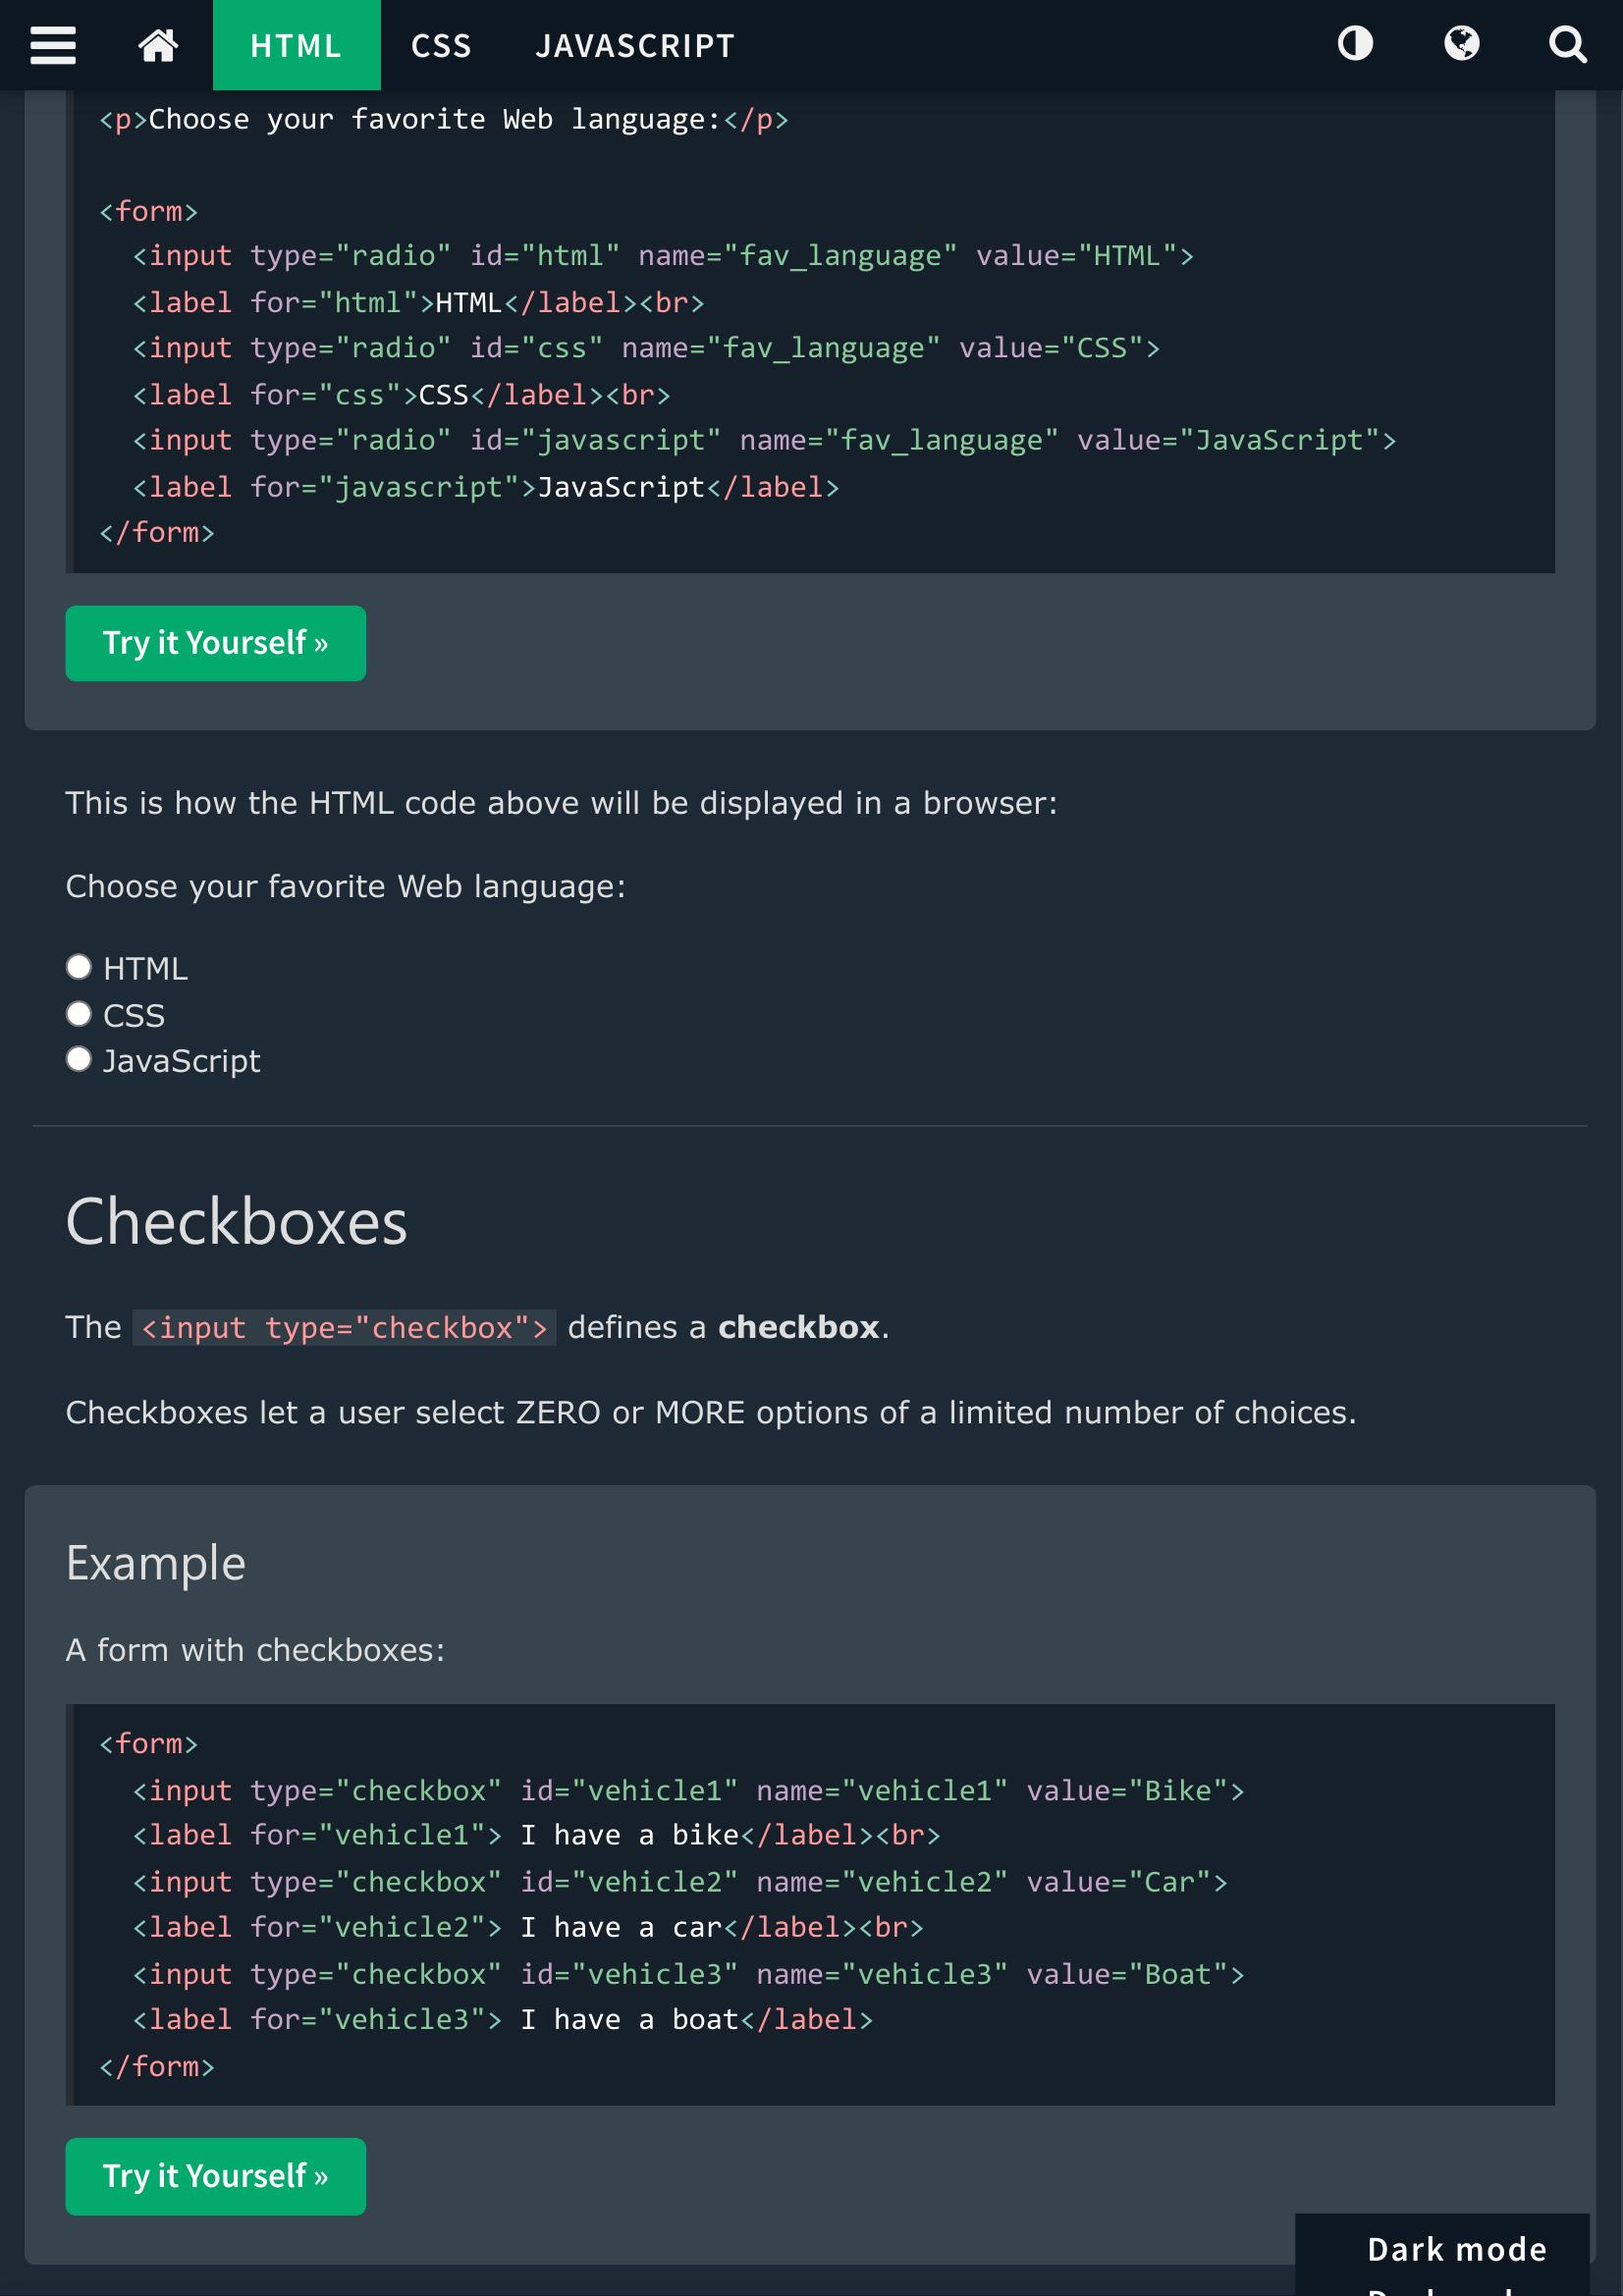 HTML CSS JAVASCRIPT
<p>Choose your favorite Web language:</p>
<form>
<input type="radio" id="html" name="fav_language" value="HTML">
<label for="html">HTML</label><br>
<input type="radio" id="css" name="fav_language" value="CSS">
<label for="css">CSS</label><br>
<input type="radio" id="javascript" name="fav_language" value="JavaScript">
<label for="javascript">JavaScript</label>
</form>
Try it Yourself »
This is how the HTML code above will be displayed in a browser:
Choose your favorite Web language:
HTML
CSS
JavaScript
Checkboxes
The <input type="checkbox"> defines a checkbox.
Checkboxes let a user select ZERO or MORE options of a limited number of choices.
Example
A form with checkboxes:
<form>
<input type="checkbox" id="vehicle1" name="vehicle1" value="Bike">
<label for="vehicle1"> I have a bike</label><br>
<input type="checkbox" id="vehicle2" name="vehicle2" value="Car">
<label for="vehicle2"> I have a car</label><br>
<input type="checkbox" id="vehicle3" name="vehicle3" value="Boat">
<label for="vehicle3"> I have a boat</label>
</form>
Try it Yourself »
Dark mode